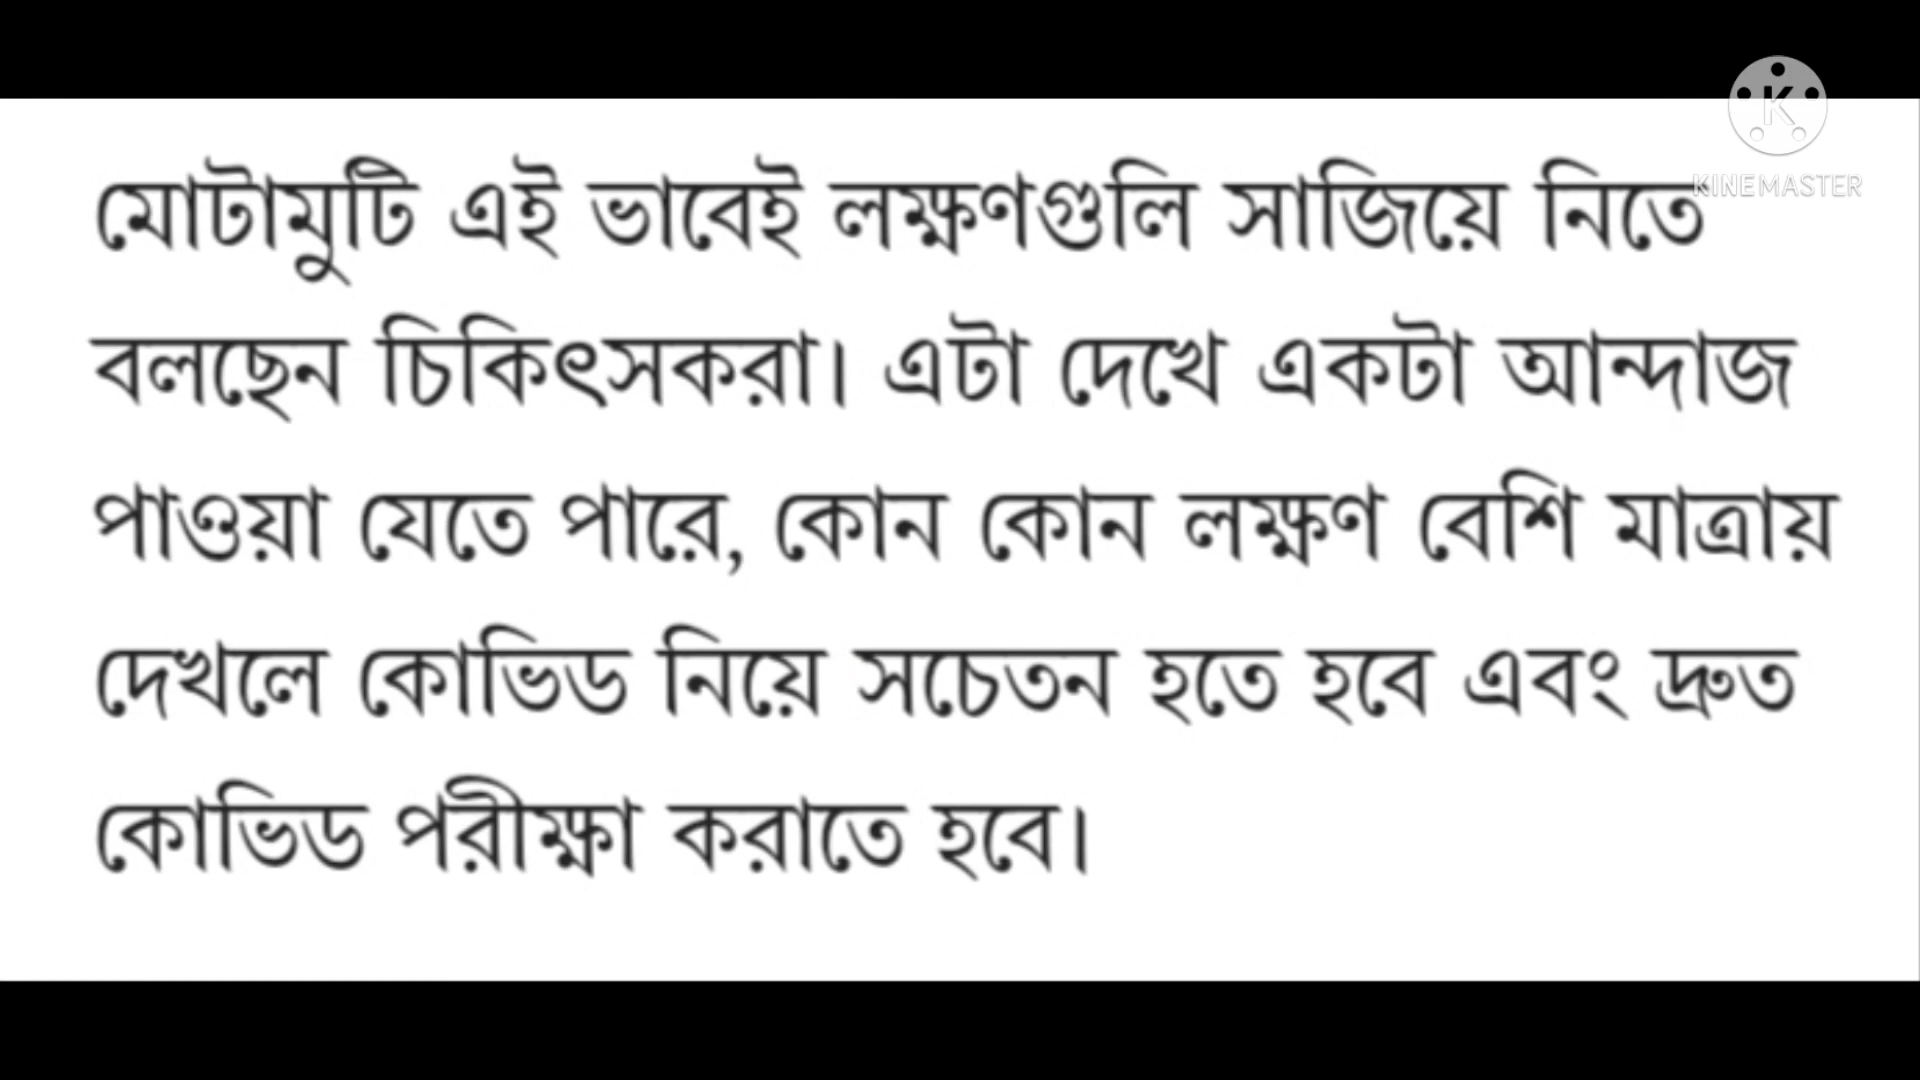 KINEMASTER
মোটামুটি এই ভাবেই লক্ষণগুলি সাজিয়ে নিতে
বলছেন চিকিৎসকরা। এটা দেখে একটা আন্দাজ
পাওয়া যেতে পারে, কোন কোন লক্ষণ বেশি মাত্রায়
দেখলে কোভিড নিয়ে সচেতন হতে হবে এবং দ্রুত
কোভিড পরীক্ষা করাতে হবে।